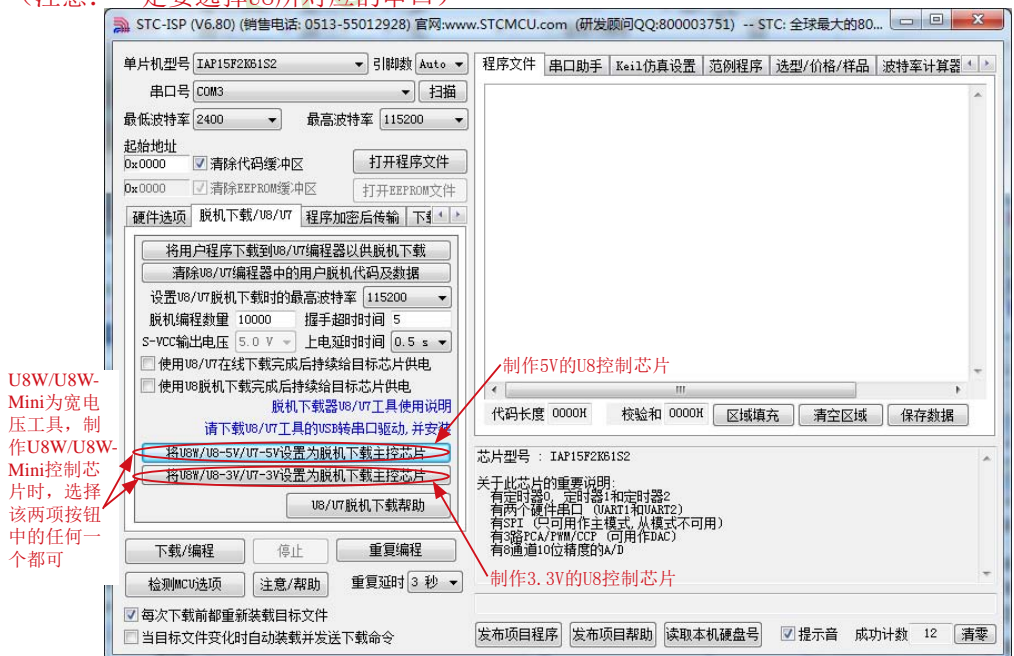 （注意：一定要选择U8所对应的串口）
STC-ISP (V6.80) (销售电话: 0513-55012928) 官网:www.STCMCU.com (研发顾问QQ:800003751) -- STC: 全球最大的80...
单片机型号 IAP15F2K61S2 引脚数 Auto
串口号 COM3 扫描
最低波特率 2400 最高波特率 115200
起始地址
0x0000 清除代码缓冲区 打开程序文件
0x0000 清除EEPROM缓冲区 打开EEPROM文件
硬件选项 脱机下载/U8/U7 程序加密后传输
将用户程序下载到U8/U7编程器以供脱机下载
清除U8/U7编程器中的用户脱机代码及数据
设置U8/U7脱机下载时的最高波特率 115200
脱机编程数量 10000 握手超时时间 5
S-VCC输出电压 5.0 V 上电延时时间 0.5 s
使用U8/U7在线下载完成后持续给目标芯片供电
使用U8脱机下载完成后持续给目标芯片供电
脱机下载器U8/U7工具使用说明
请下载U8/U7工具的USB转串口驱动,并安装
将U8W/U8-5V/U7-5V设置为脱机下载主控芯片
将U8W/U8-3V/U7-3V设置为脱机下载主控芯片
U8/U7脱机下载帮助
下载/编程 停止 重复编程
检测MCU选项 注意/帮助 重复延时 3 秒
每次下载前都重新装载目标文件
当目标文件变化时自动装载并发送下载命令
U8W/U8W-
Mini为宽电
压工具，制
作U8W/U8W-
Mini控制芯
片时，选择
该两项按钮
中的任何一
个都可
程序文件 串口助手 Keil仿真设置 范例程序 选型/价格/样品 波特率计算器
制作5V的U8控制芯片
代码长度 0000H 校验和 0000H 区域填充 清空区域 保存数据
芯片型号 : IAP15F2K61S2
关于此芯片的重要说明:
有定时器0、定时器1和定时器2
有两个硬件串口 (UART1和UART2)
有SPI (只可用作主模式,从模式不可用)
有3路PCA/PWM/CCP (可用作DAC)
有8通道10位精度的A/D
制作3.3V的U8控制芯片
发布项目程序 发布项目帮助 读取本机硬盘号 提示音 成功计数 12 清零